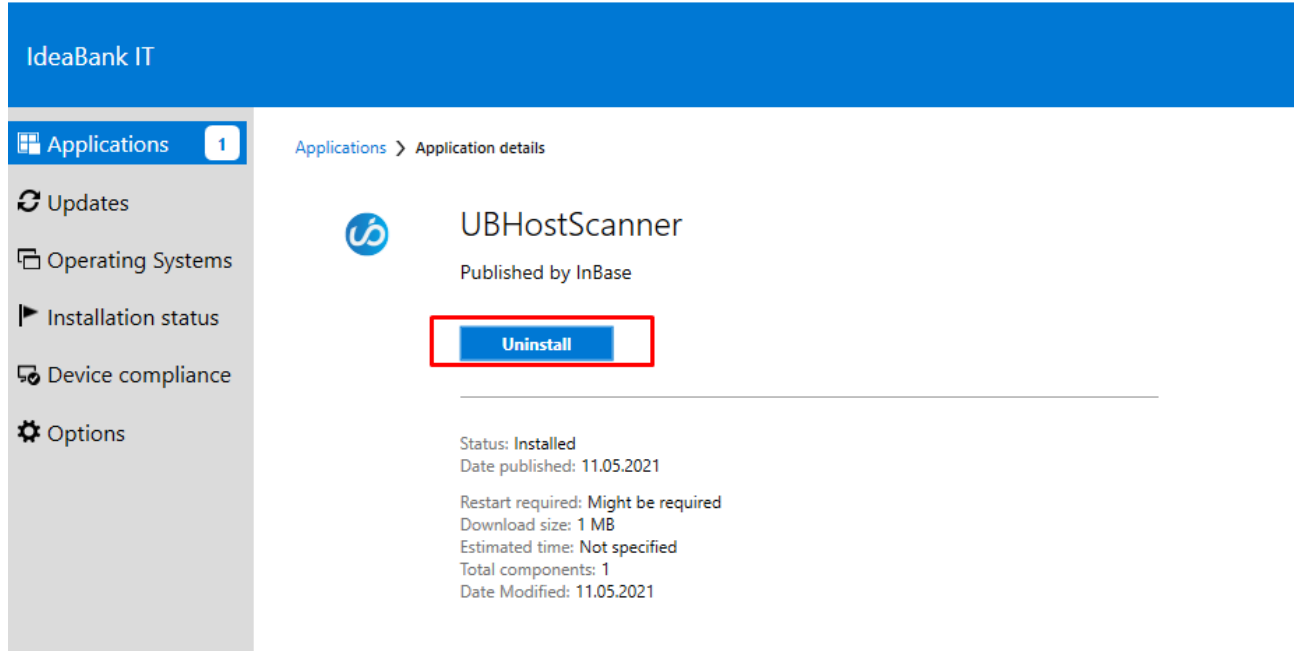 IdeaBank IT
Applications 1
Updates
Operating Systems
Installation status
Device compliance
Options
Applications > Application details
UBHostScanner
Published by InBase
Uninstall
Status: Installed
Date published: 11.05.2021
Restart required: Might be required
Download size: 1 MB
Estimated time: Not specified
Total components: 1
Date Modified: 11.05.2021